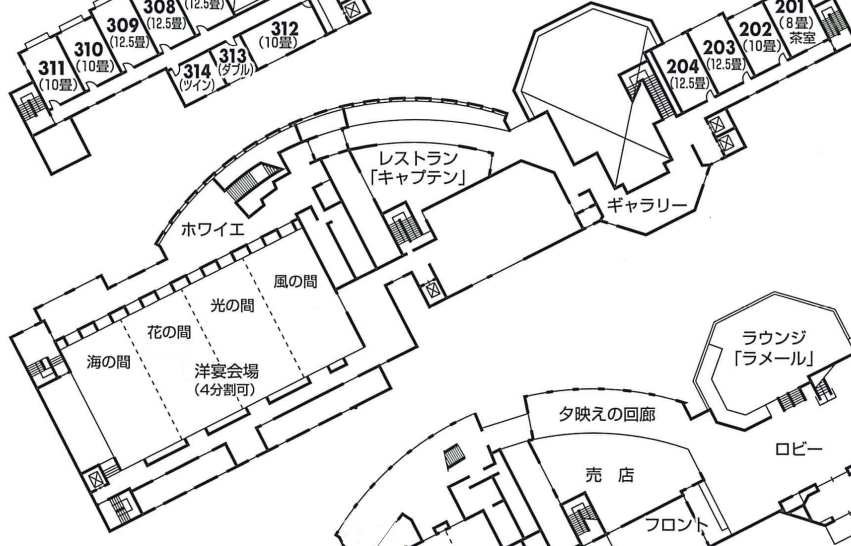 308
(12.5畳)
(12.5畳)
309
(12.5畳)
310
(10畳)
311
(10畳)
312
(10畳)
313
(ダブル)
314
(ツイン)
201
(8畳)
茶室
202
(10畳)
203
(12.5畳)
204
(12.5畳)
レストラン
「キャプテン」
ギャラリー
ホワイエ
風の間
光の間
花の間
海の間
洋宴会場
(4分割可)
ラウンジ
「ラメール」
夕映えの回廊
ロビー
売 店
フロント